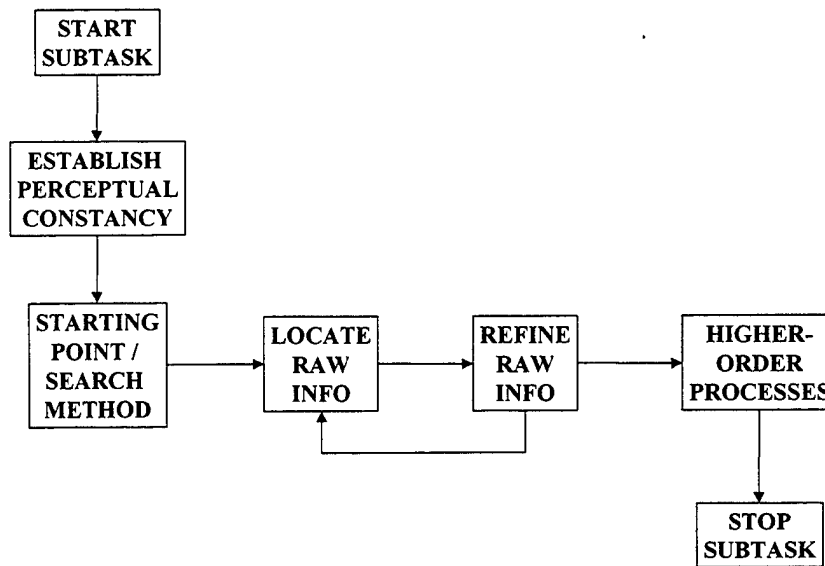 START
SUBTASK
ESTABLISH
PERCEPTUAL
CONSTANCY
STARTING
POINT /
SEARCH
METHOD
LOCATE
RAW
INFO
REFINE
RAW
INFO
HIGHER-
ORDER
PROCESSES
STOP
SUBTASK